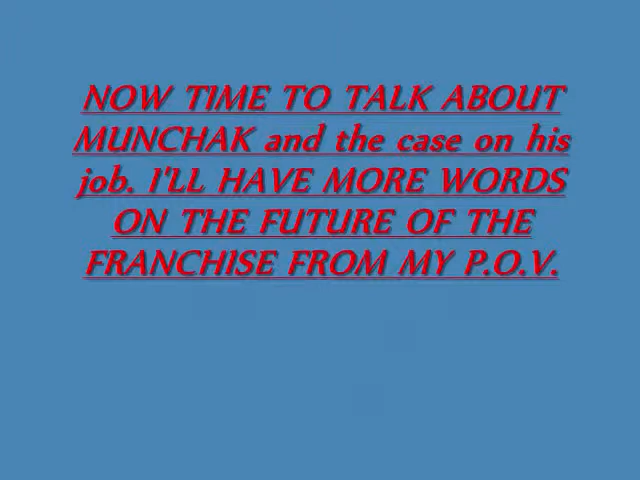 NOW TIME TO TALK ABOUT
MUNCHAK and the case on his
job. I'LL HAVE MORE WORDS
ON THE FUTURE OF THE
FRANCHISE FROM MY P.O.V.